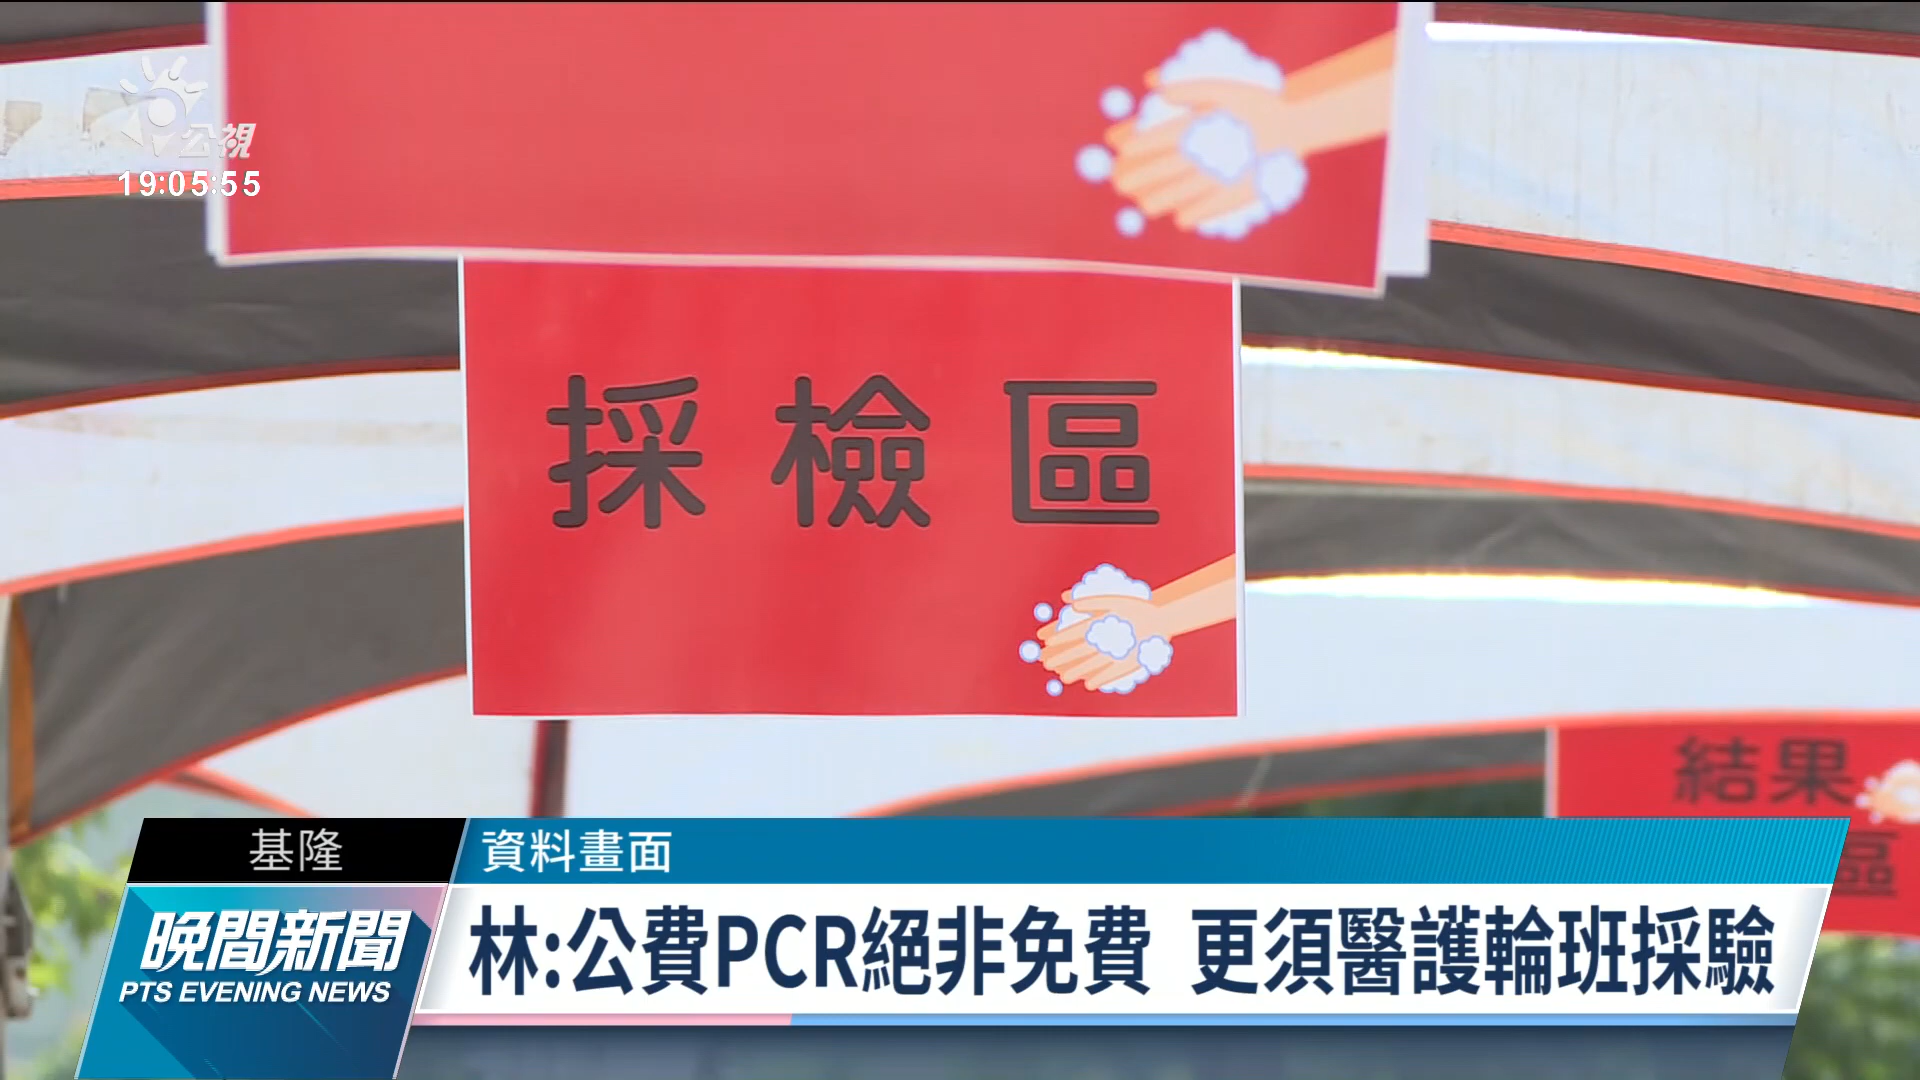 公視
19:05:55
採檢區
結果
區
基隆
資料畫面
晚間新聞
PTS EVENING NEWS
林:公費PCR絕非免費 更須醫護輪班採驗